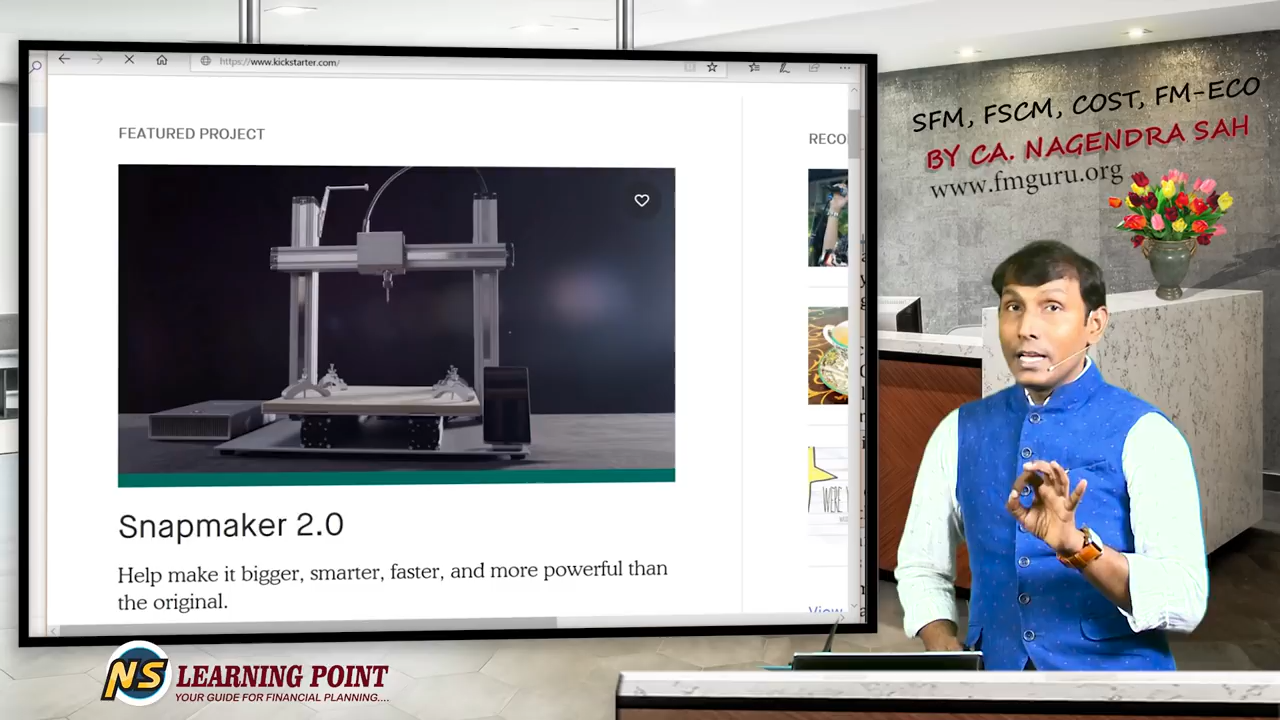 https://www.kickstarter.com/
FEATURED PROJECT
RECO
Snapmaker 2.0
Help make it bigger, smarter, faster, and more powerful than
the original.
WERE
View
SFM, FSCM, COST, FM-ECO
BY CA. NAGENDRA SAH
www.fmguru.org
NS LEARNING POINT
YOUR GUIDE FOR FINANCIAL PLANNING....